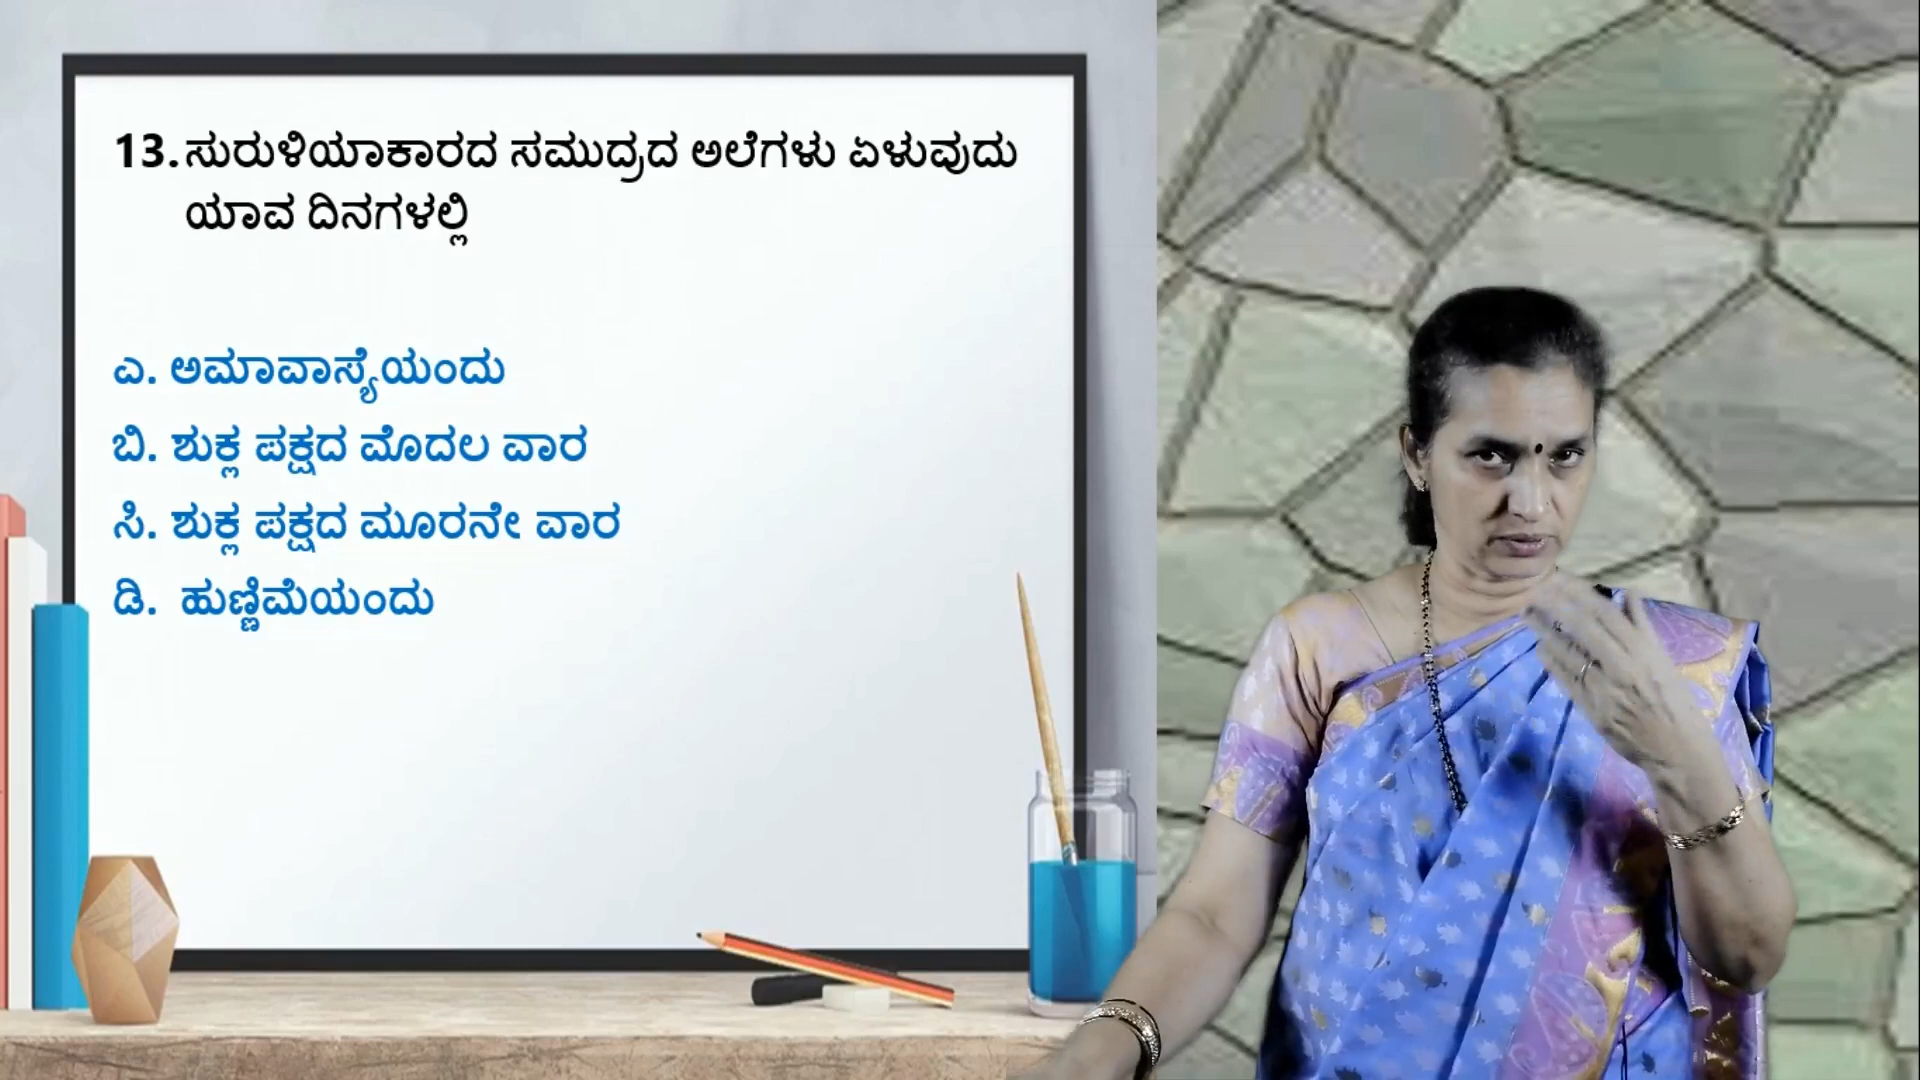 13. ಸುರುಳಿಯಾಕಾರದ ಸಮುದ್ರದ ಅಲೆಗಳು ಏಳುವುದು
ಯಾವ ದಿನಗಳಲ್ಲಿ
ಎ. ಅಮಾವಾಸ್ಯೆಯಂದು
ಬಿ. ಶುಕ್ಲ ಪಕ್ಷದ ಮೊದಲ ವಾರ
ಸಿ. ಶುಕ್ಲ ಪಕ್ಷದ ಮೂರನೇ ವಾರ
ಡಿ. ಹುಣ್ಣಿಮೆಯಂದು